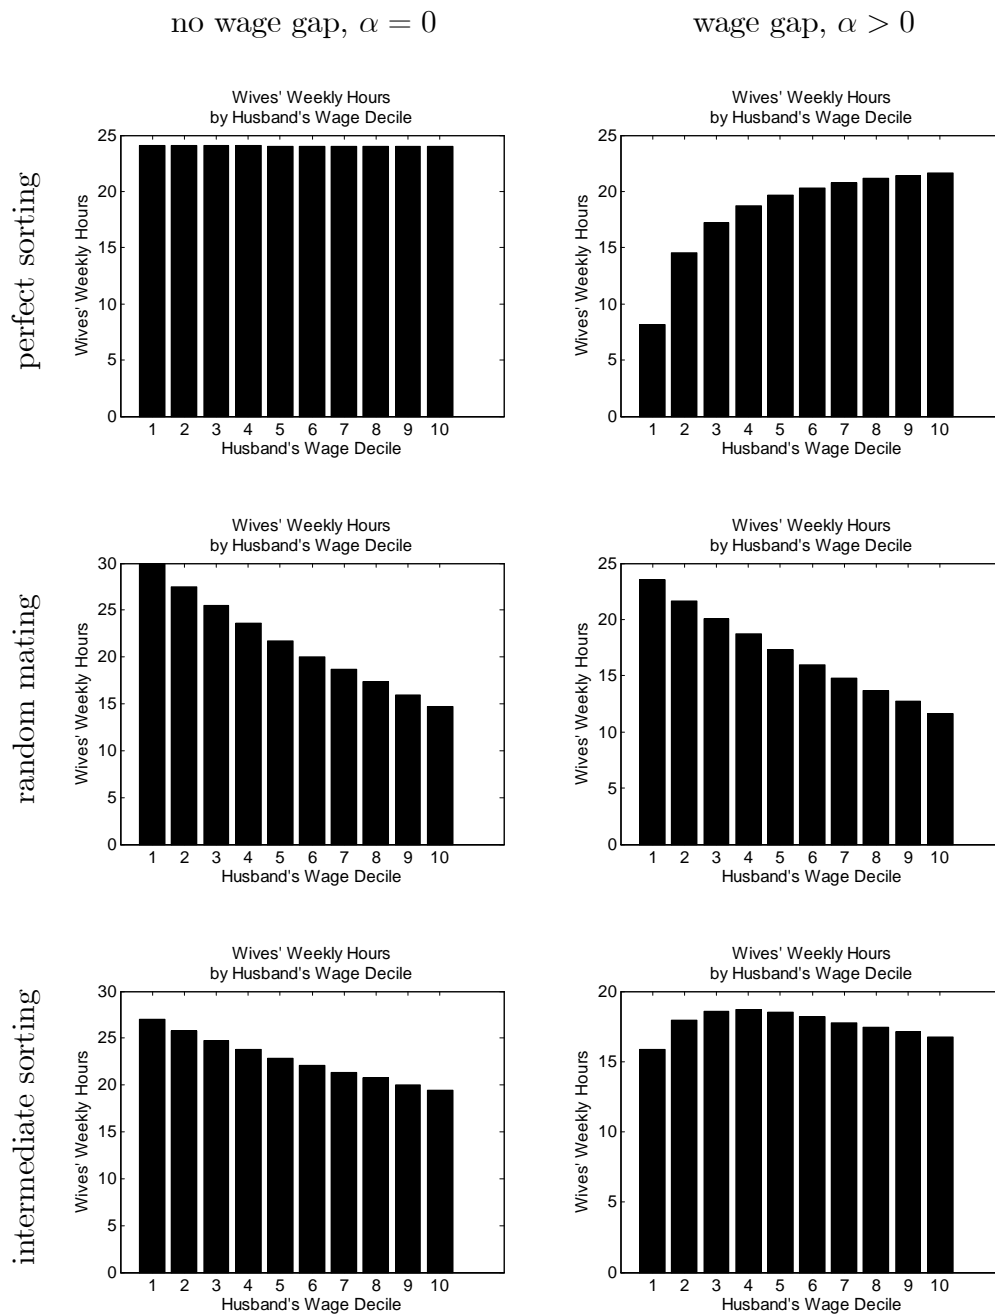 no wage gap, α = 0
wage gap, α > 0
perfect sorting
Wives' Weekly Hours
by Husband's Wage Decile
Wives' Weekly Hours
25
20
15
10
5
0
1 2 3 4 5 6 7 8 9 10
Husband's Wage Decile
Wives' Weekly Hours
by Husband's Wage Decile
Wives' Weekly Hours
25
20
15
10
5
0
1 2 3 4 5 6 7 8 9 10
Husband's Wage Decile
random mating
Wives' Weekly Hours
by Husband's Wage Decile
Wives' Weekly Hours
30
25
20
15
10
5
0
1 2 3 4 5 6 7 8 9 10
Husband's Wage Decile
Wives' Weekly Hours
by Husband's Wage Decile
Wives' Weekly Hours
25
20
15
10
5
0
1 2 3 4 5 6 7 8 9 10
Husband's Wage Decile
intermediate sorting
Wives' Weekly Hours
by Husband's Wage Decile
Wives' Weekly Hours
30
25
20
15
10
5
0
1 2 3 4 5 6 7 8 9 10
Husband's Wage Decile
Wives' Weekly Hours
by Husband's Wage Decile
Wives' Weekly Hours
20
15
10
5
0
1 2 3 4 5 6 7 8 9 10
Husband's Wage Decile